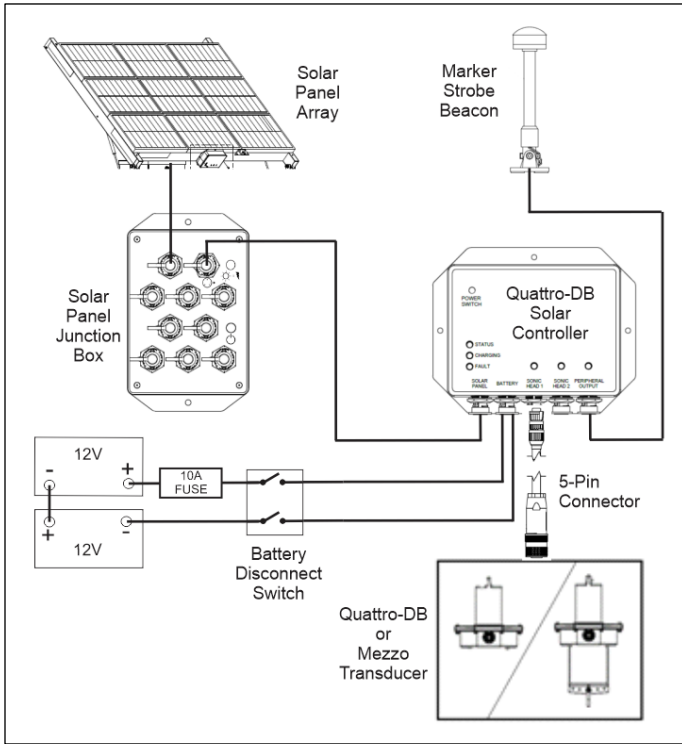 Solar
Panel
Array
Marker
Strobe
Beacon
Solar
Panel
Junction
Box
POWER
SWITCH
Quattro-DB
Solar
Controller
STATUS
CHARGING
FAULT
SOLAR
PANEL
BATTERY
SONIC
HEAD 1
SONIC
HEAD 2
PERIPHERAL
OUTPUT
12V
- +
10A
FUSE
+ -
12V
Battery
Disconnect
Switch
5-Pin
Connector
Quattro-DB
or
Mezzo
Transducer